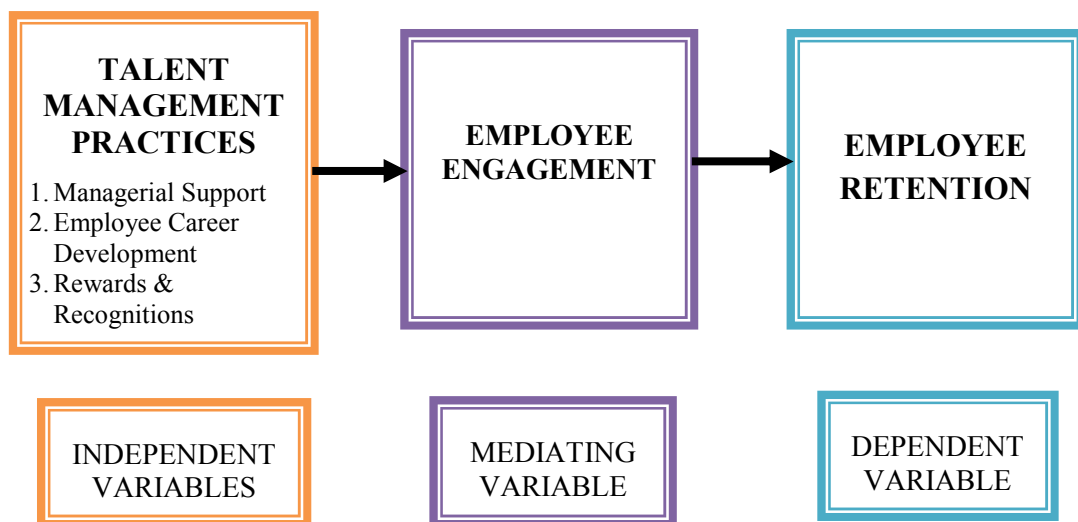 TALENT
MANAGEMENT
PRACTICES
1. Managerial Support
2. Employee Career
Development
3. Rewards &
Recognitions
EMPLOYEE
ENGAGEMENT
EMPLOYEE
RETENTION
INDEPENDENT
VARIABLES
MEDIATING
VARIABLE
DEPENDENT
VARIABLE